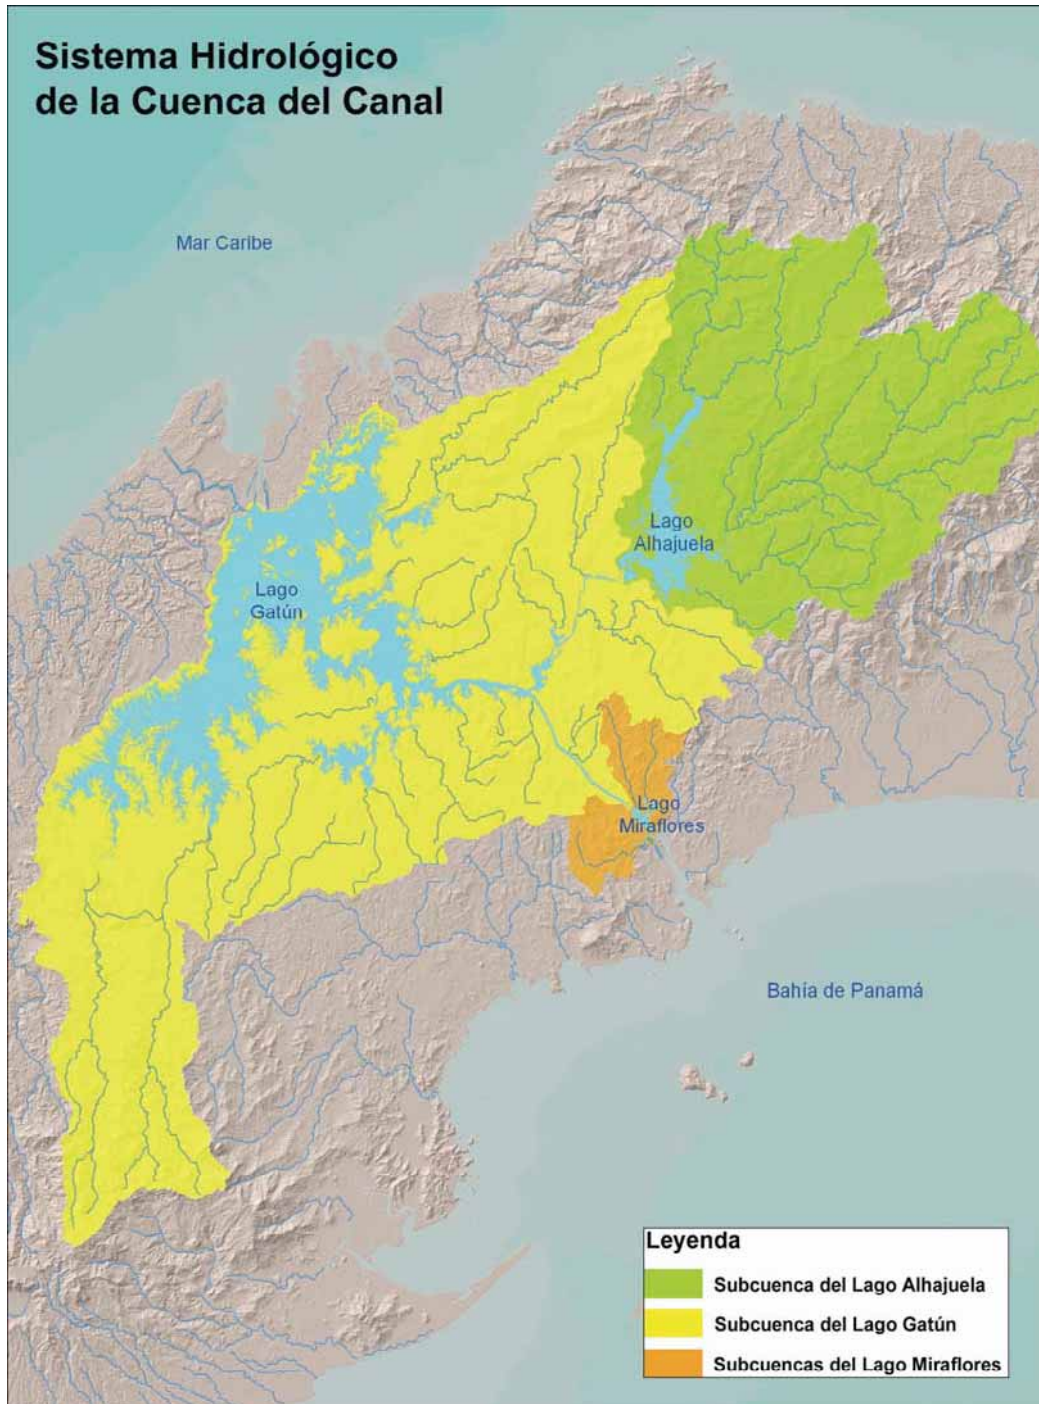 Sistema Hidrológico
de la Cuenca del Canal
Mar Caribe
Lago
Alhajuela
Lago
Gatún
Lago
Miraflores
Bahía de Panamá
Leyenda
Subcuenca del Lago Alhajuela
Subcuenca del Lago Gatún
Subcuencas del Lago Miraflores